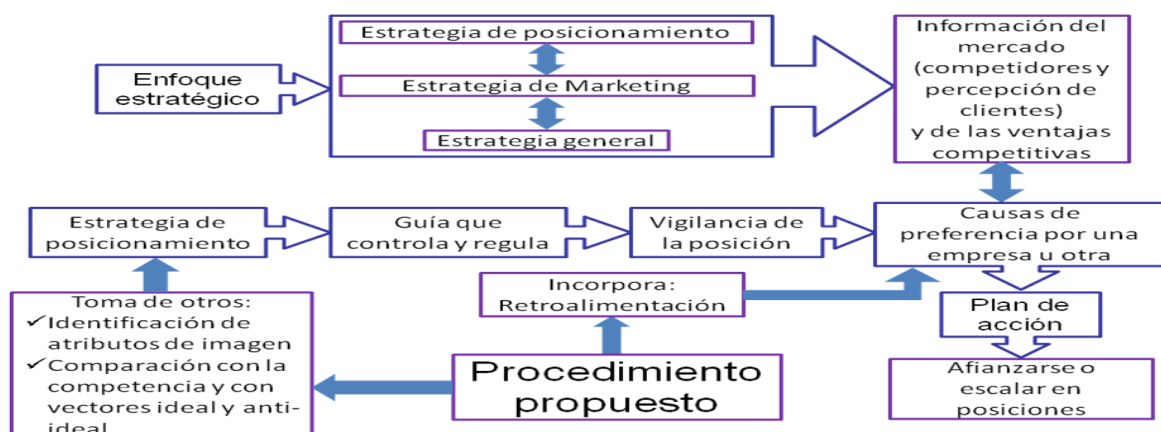 Estrategia de posicionamiento
Estrategia de Marketing
Estrategia general
Enfoque
estratégico
Información del
mercado
(competidores y
percepción de
clientes)
y de las ventajas
competitivas
Estrategia de
posicionamiento
Guía que
controla y regula
Vigilancia de
la posición
Causas de
preferencia por una
empresa u otra
Toma de otros:
✓Identificación de
atributos de imagen
✓Comparación con la
competencia y con
vectores ideal y anti-
ideal
Incorpora:
Retroalimentación
Procedimiento
propuesto
Plan de
acción
Afianzarse o
escalar en
posiciones